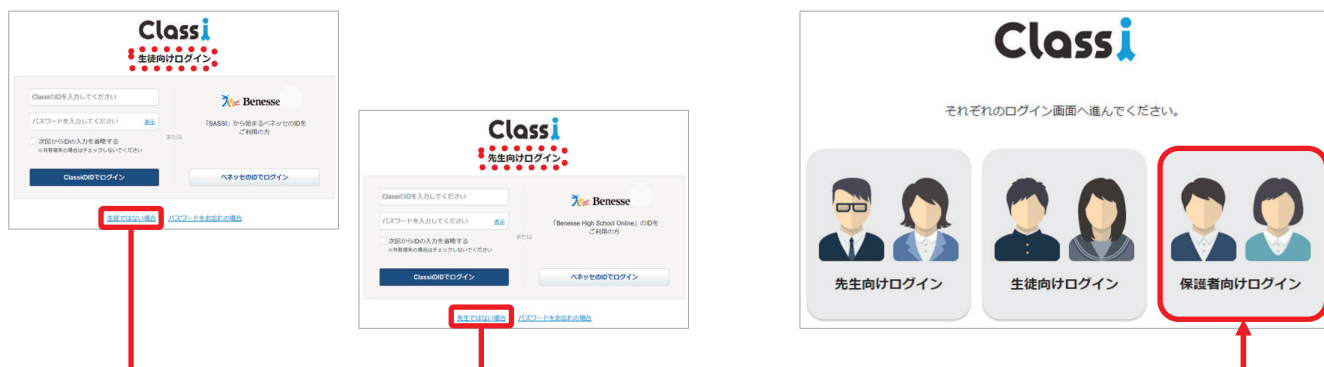 Classi
生徒向けログイン
ClassiのIDを入力してください
パスワードを入力してください 表示
次回からIDの入力を省略する
※共有端末の場合はチェックしないでください
ClassiのIDでログイン
または
Benesse
「SASSI」から始まるベネッセのIDを
ご利用の方
ベネッセのIDでログイン
生徒ではない場合 パスワードをお忘れの場合
Classi
先生向けログイン
ClassiのIDを入力してください
パスワードを入力してください 表示
次回からIDの入力を省略する
※共有端末の場合はチェックしないでください
ClassiのIDでログイン
または
Benesse
「Benesse High School Online」のIDを
ご利用の方
ベネッセのIDでログイン
先生ではない場合 パスワードをお忘れの場合
Classi
それぞれのログイン画面へ進んでください。
先生向けログイン
生徒向けログイン
保護者向けログイン